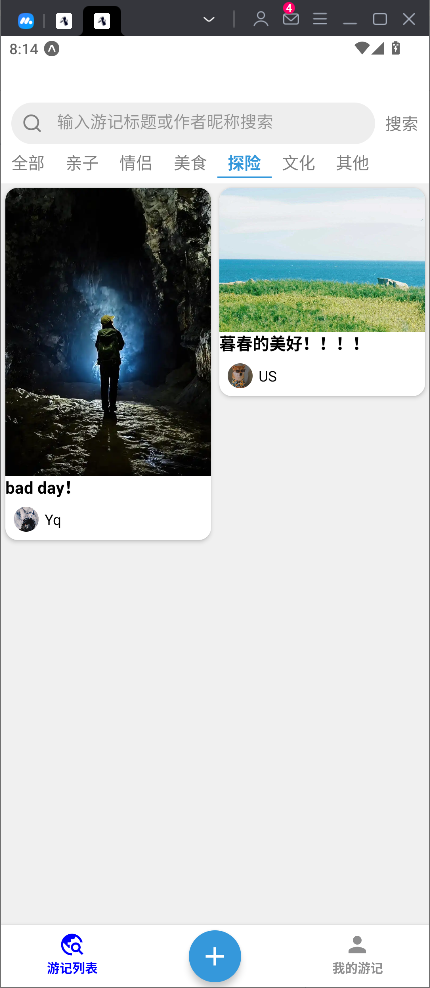 4
8:14
输入游记标题或作者昵称搜索 搜索
全部 亲子 情侣 美食 探险 文化 其他
bad day!
Yq
暮春的美好！！！！
US
游记列表 我的游记